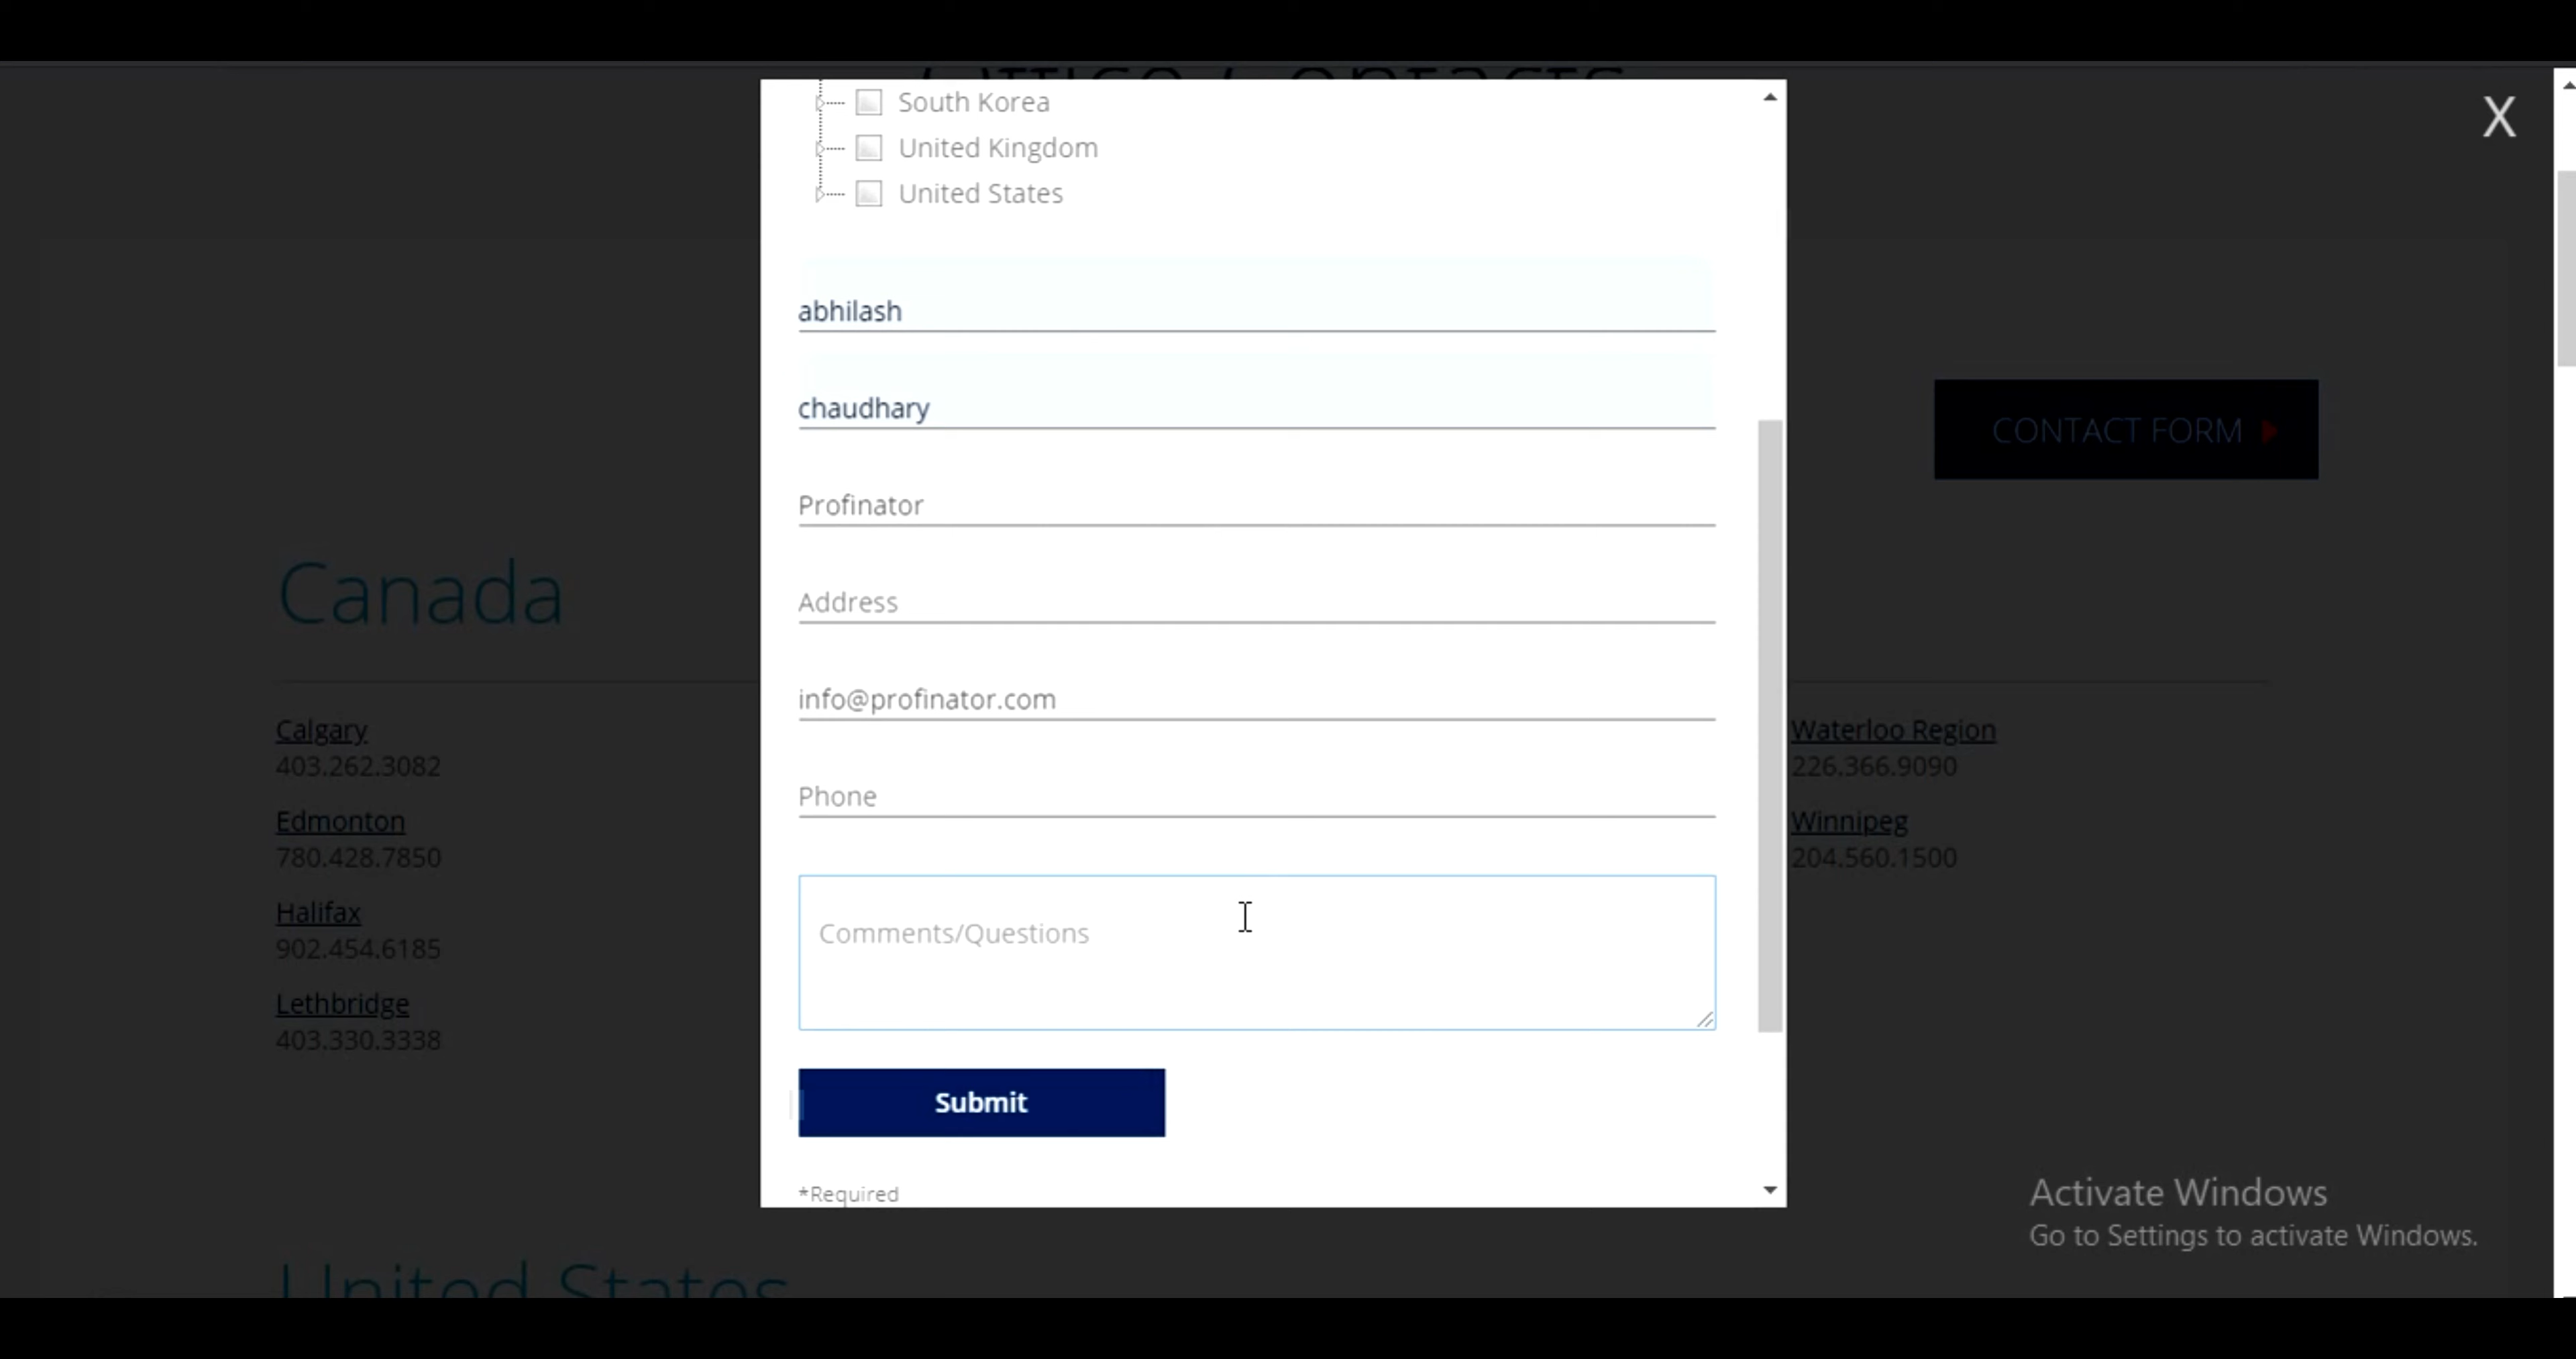 Office Contacts
X
South Korea
United Kingdom
United States
abhilash
chaudhary
CONTACT FORM
Profinator
Canada
Address
info@profinator.com
Calgary
403.262.3082
Waterloo Region
226.366.9090
Phone
Edmonton
780.428.7850
Winnipeg
204.560.1500
Halifax
902.454.6185
Comments/Questions
Lethbridge
403.330.3338
Submit
*Required
Activate Windows
Go to Settings to activate Windows.
United States